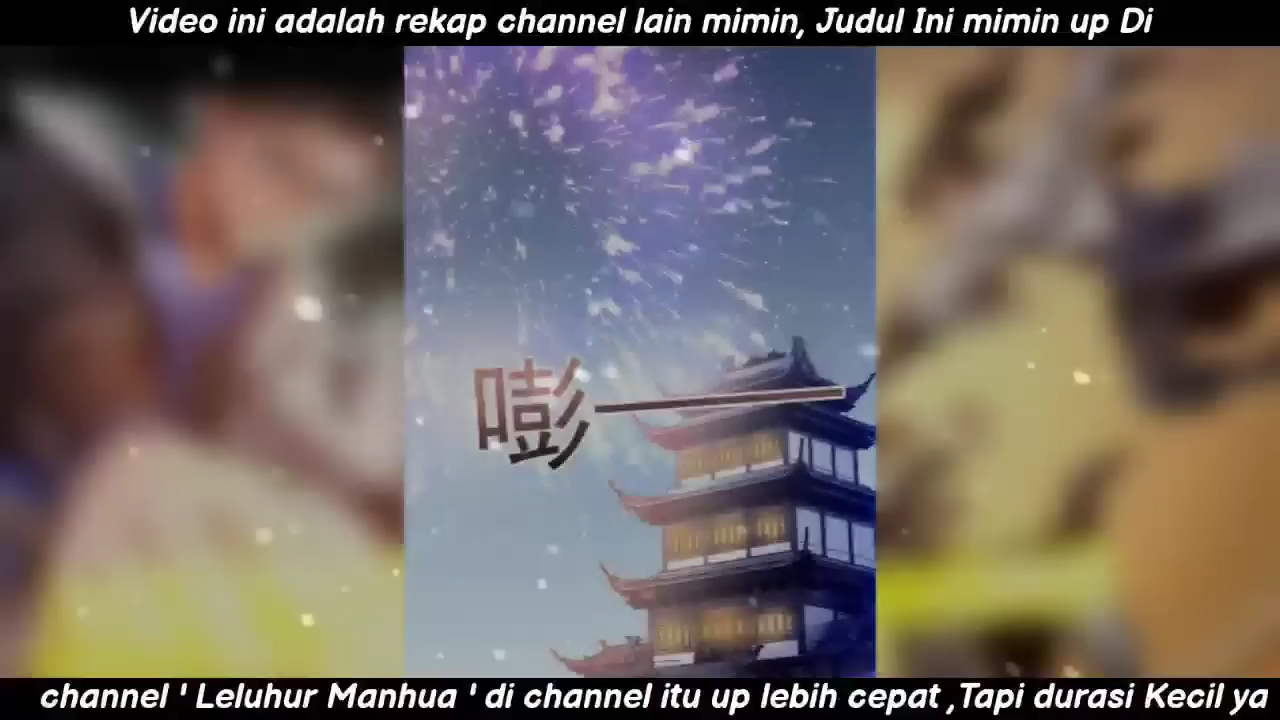 Video ini adalah rekap channel lain mimin, Judul Ini mimin up Di
嘭一
channel ' Leluhur Manhua ' di channel itu up lebih cepat ,Tapi durasi Kecil ya